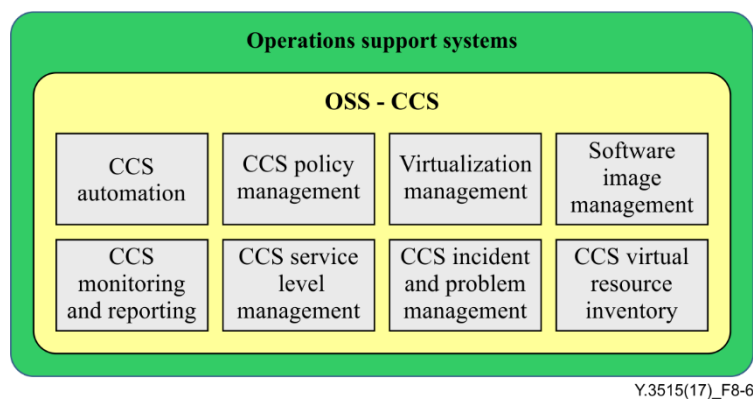 Operations support systems
OSS - CCS
CCS
automation
CCS policy
management
Virtualization
management
Software
image
management
CCS
monitoring
and reporting
CCS service
level
management
CCS incident
and problem
management
CCS virtual
resource
inventory
Y.3515(17)_F8-6